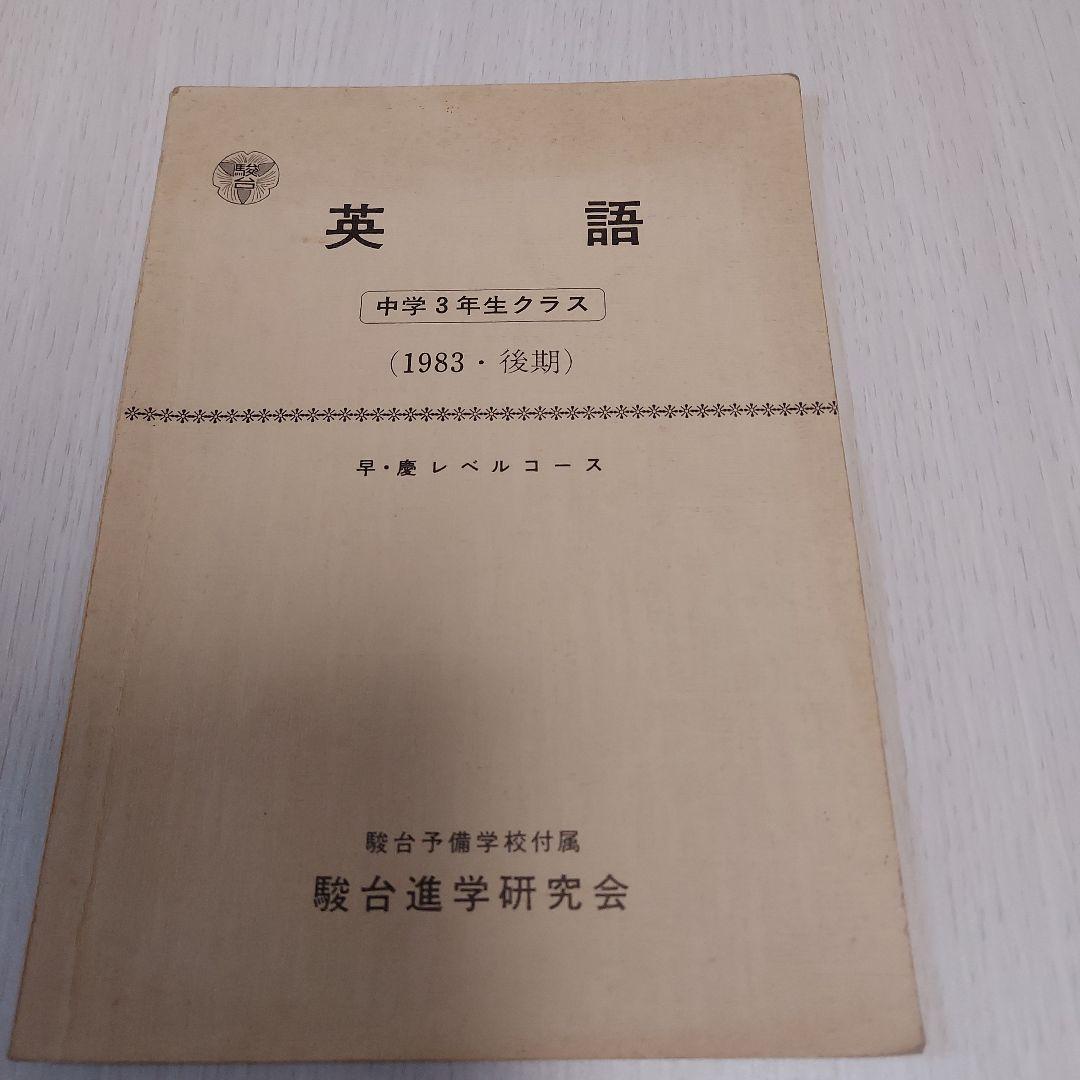 駿台
英語
中学3年生クラス
(1983・後期)
早・慶レベルコース
駿台予備学校付属
駿台進学研究会